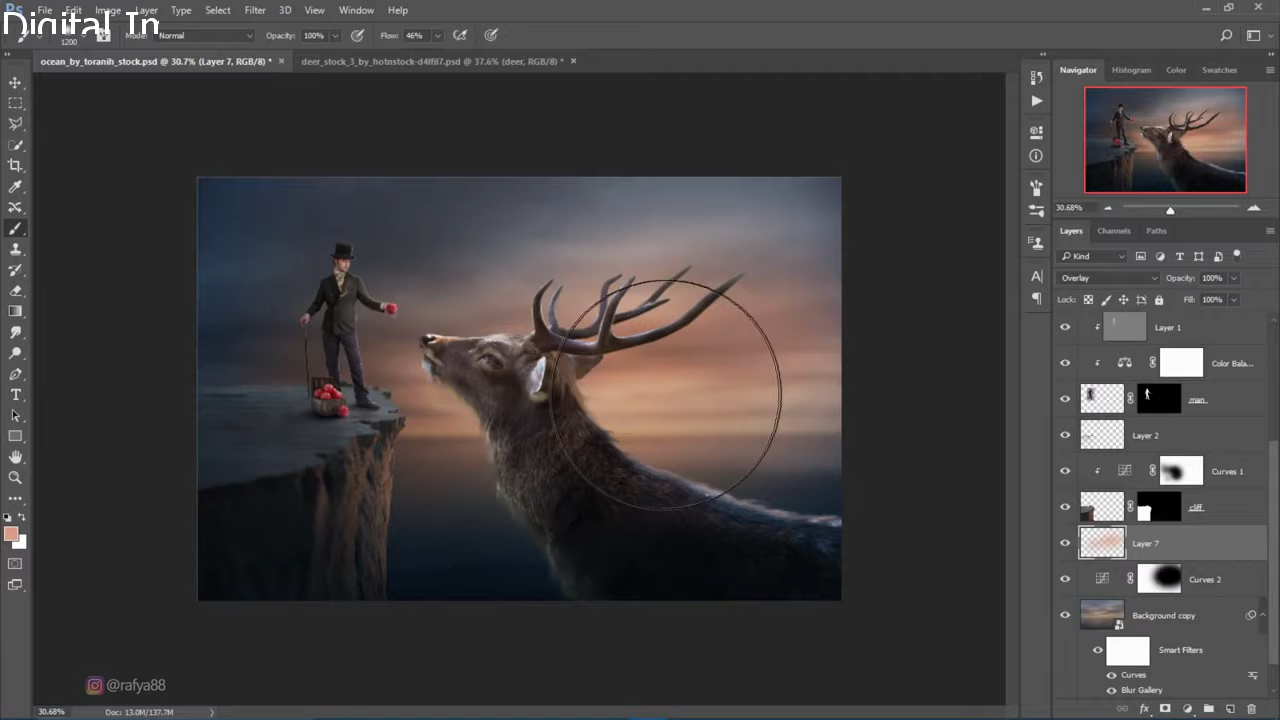 Ps File Edit Image Layer Type Select Filter 3D View Window Help
Digital Im
1200 Mode: Normal Opacity: 100% Flow: 46%
ocean_by_toranih_stock.psd @ 30.7% (Layer 7, RGB/8) * × deer_stock_3_by_hotnstock-d4lfil7.psd @ 37.6% (deer, RGB/8) * ×
Navigator Histogram Color Swatches
30.68%
Layers Channels Paths
Kind
Overlay Opacity: 100%
Lock: Fill: 100%
Layer 1
Color Bala...
man
Layer 2
Curves 1
cliff
Layer 7
Curves 2
Background copy
Smart Filters
Curves
Blur Gallery
@rafya88
30.68% Doc: 13.0M/137.7M